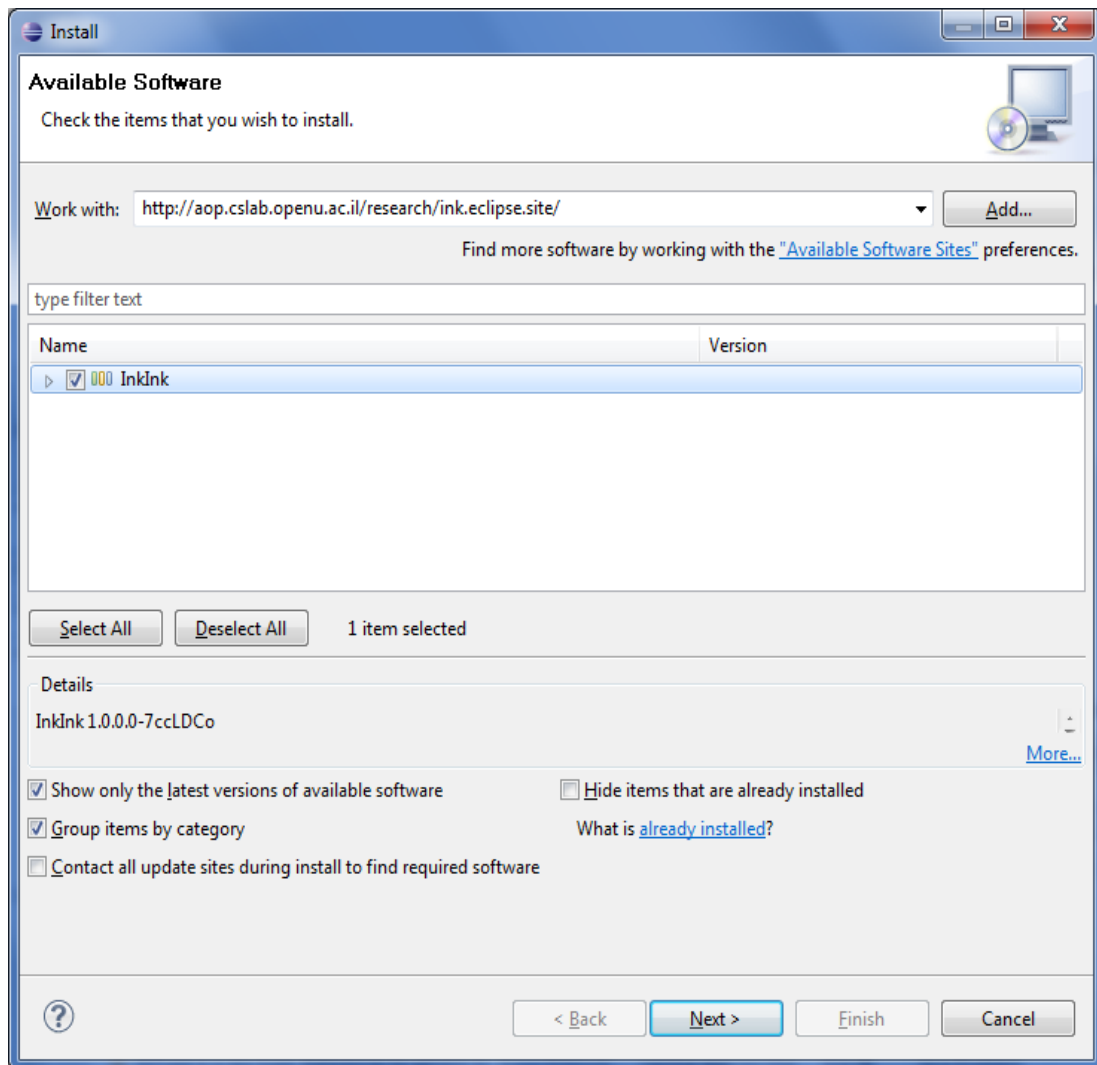 Install
Available Software
Check the items that you wish to install.
Work with: http://aop.cslab.openu.ac.il/research/ink.eclipse.site/ Add...
Find more software by working with the "Available Software Sites" preferences.
type filter text
Name Version
InkInk
Select All Deselect All 1 item selected
Details
InkInk 1.0.0.0-7ccLDCo
More...
Show only the latest versions of available software Hide items that are already installed
Group items by category What is already installed?
Contact all update sites during install to find required software
? < Back Next > Finish Cancel